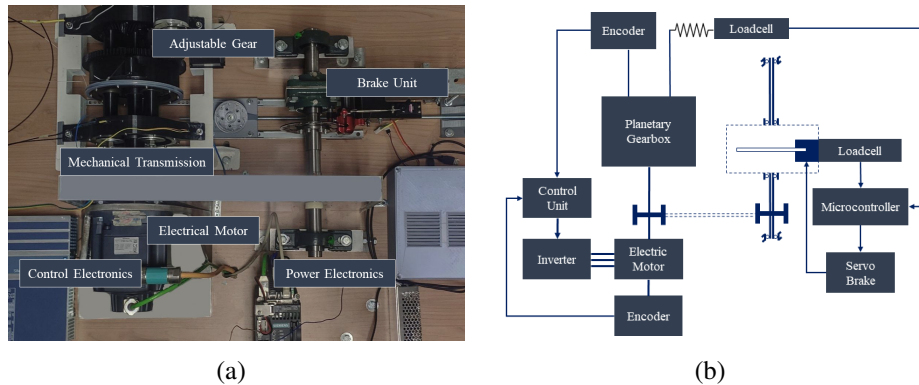 Adjustable Gear
Brake Unit
Mechanical Transmission
Electrical Motor
Control Electronics
Power Electronics
(a)
Encoder
Loadcell
Planetary
Gearbox
Loadcell
Control
Unit
Microcontroller
Inverter
Electric
Motor
Servo
Brake
Encoder
(b)